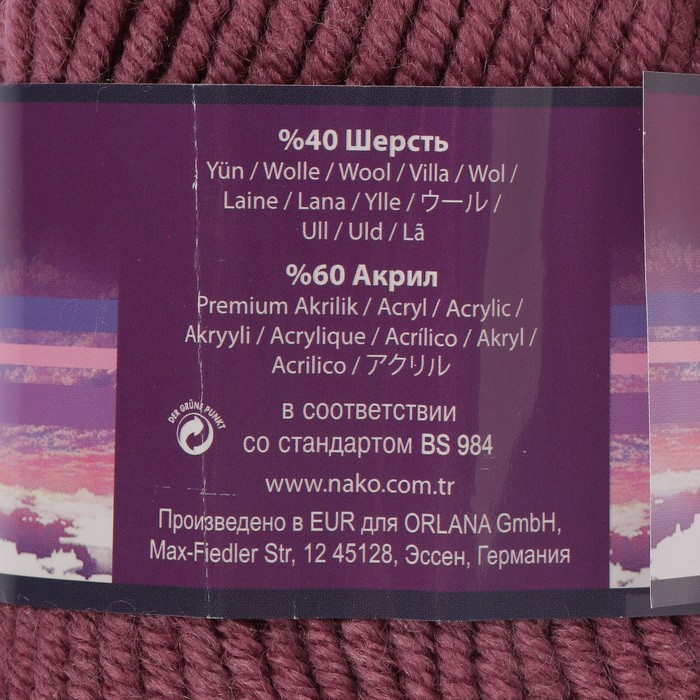 %40 Шерсть
Yün / Wolle / Wool / Villa / Wol /
Laine / Lana / Ylle / ウール /
Ull / Uld / Lã
%60 Акрил
Premium Akrilik / Acryl / Acrylic /
Akryyli / Acrylique / Acrílico / Akryl /
Acrilico / アクリル
DER GRÜNE PUNKT
в соответствии
со стандартом BS 984
www.nako.com.tr
Произведено в EUR для ORLANA GmbH,
Max-Fiedler Str, 12 45128, Эссен, Германия